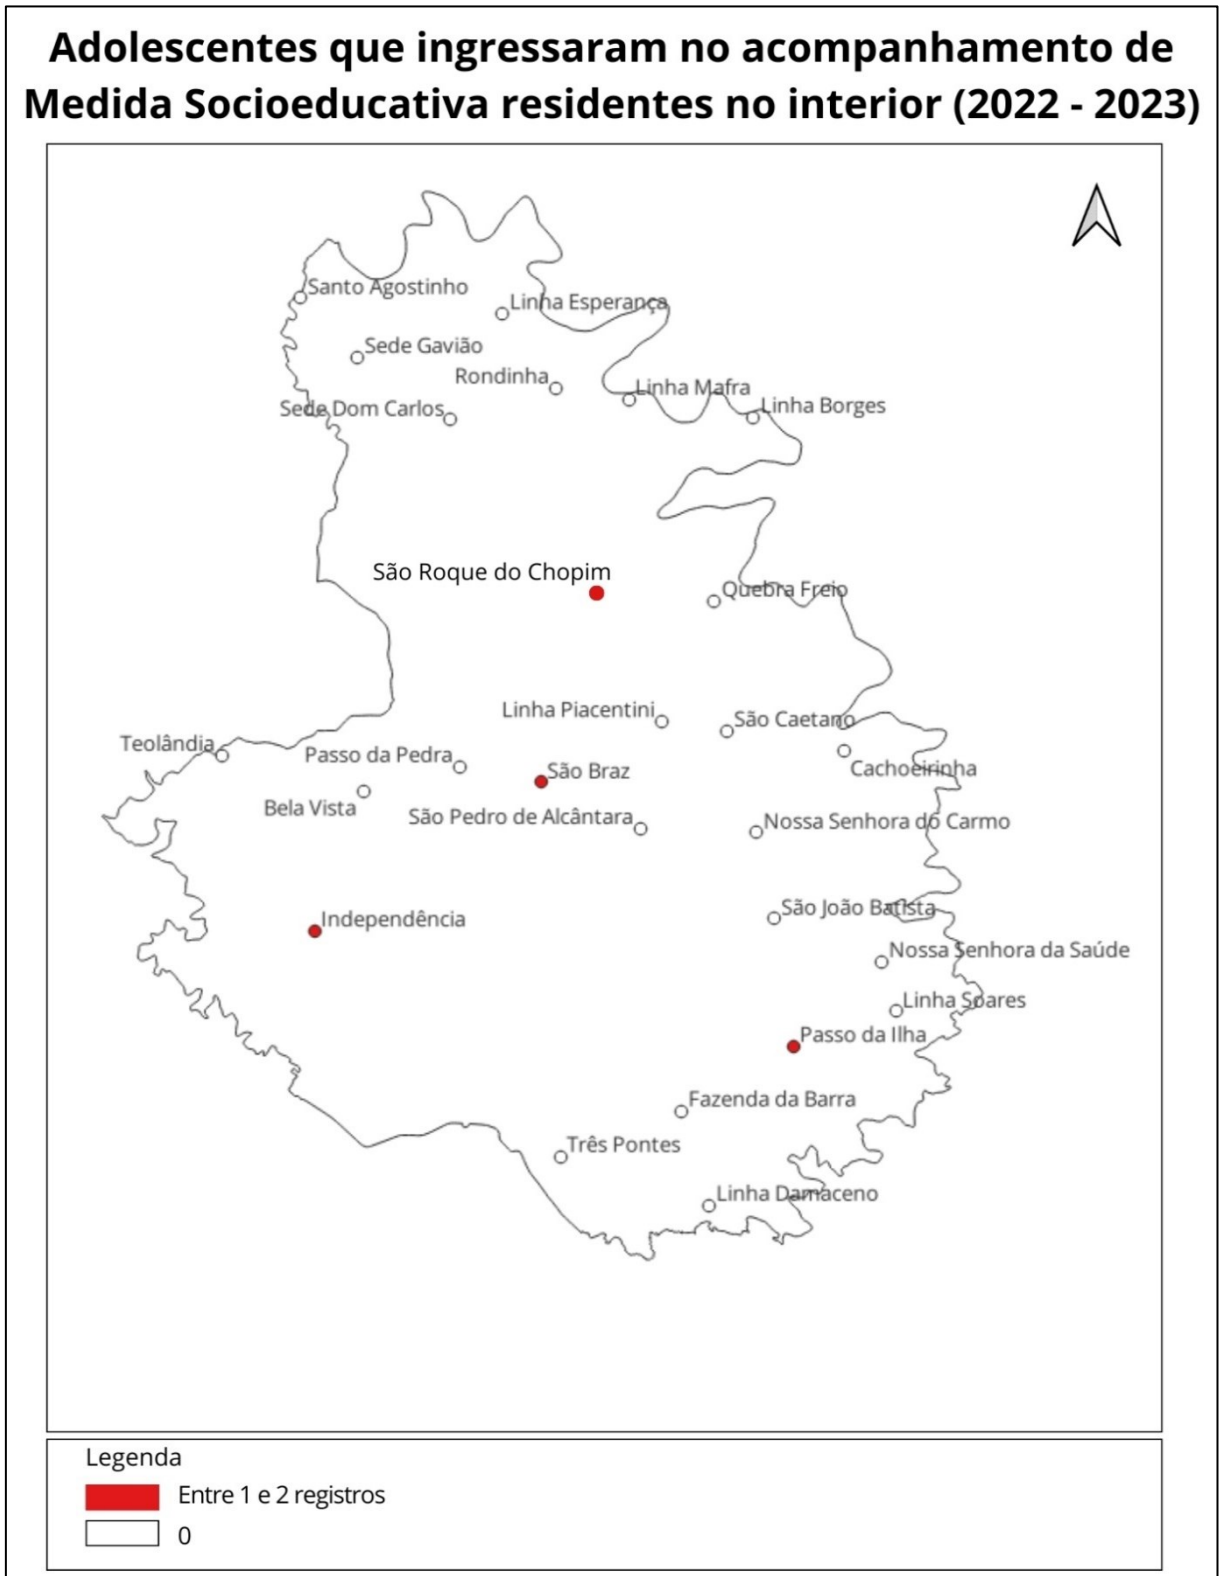 Adolescentes que ingressaram no acompanhamento de
Medida Socioeducativa residentes no interior (2022 - 2023)
Santo Agostinho
Linha Esperança
Sede Gavião
Rondinha
Linha Mafra
Sede Dom Carlos
Linha Borges
São Roque do Chopim
Quebra Freio
Linha Piacentini
São Caetano
Teolândia
Passo da Pedra
São Braz
Cachoeirinha
Bela Vista
São Pedro de Alcântara
Nossa Senhora do Carmo
São João Batista
Independência
Nossa Senhora da Saúde
Linha Soares
Passo da Ilha
Fazenda da Barra
Três Pontes
Linha Damaceno
Legenda
Entre 1 e 2 registros
0